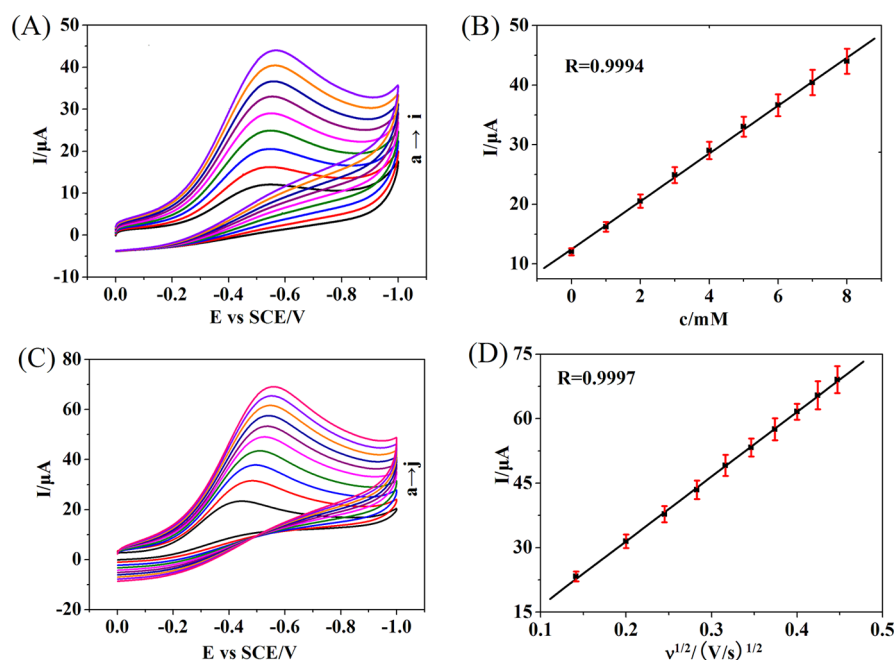 (A)
50
40
30
20
10
0
-10
I/μA
0.0 -0.2 -0.4 -0.6 -0.8 -1.0
E vs SCE/V
a → i
(B)
R=0.9994
50
40
30
20
10
I/μA
0 2 4 6 8
c/mM
(C)
80
60
40
20
0
-20
I/μA
0.0 -0.2 -0.4 -0.6 -0.8 -1.0
E vs SCE/V
a→j
(D)
R=0.9997
75
60
45
30
15
I/μA
0.1 0.2 0.3 0.4 0.5
ν1/2/(V/s) 1/2